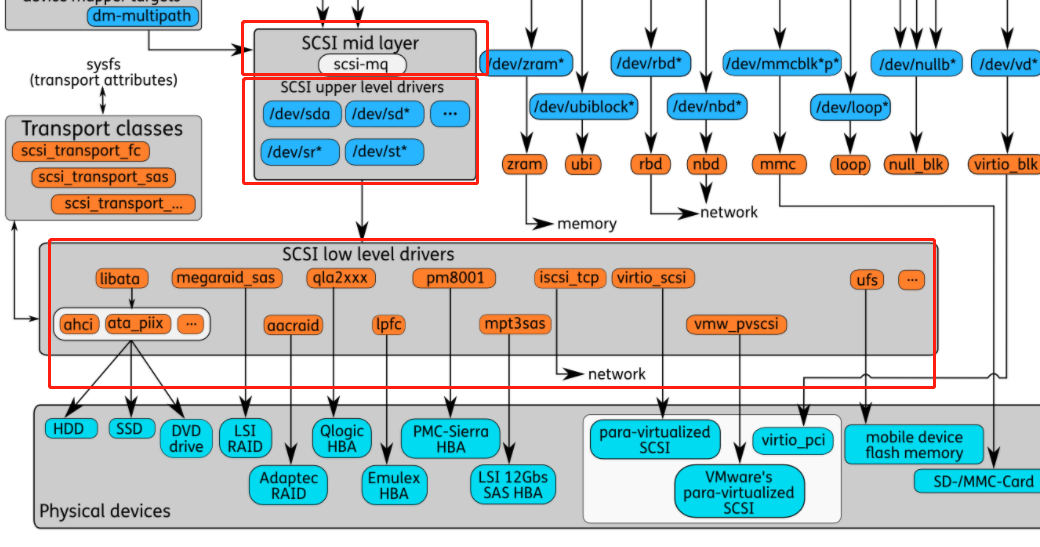 device mapper targets
dm-multipath
sysfs
(transport attributes)
Transport classes
scsi_transport_fc
scsi_transport_sas
scsi_transport_...
SCSI mid layer
scsi-mq
SCSI upper level drivers
/dev/sda
/dev/sd*
...
/dev/sr*
/dev/st*
/dev/zram*
/dev/rbd*
/dev/mmcblk*p*
/dev/nullb*
/dev/vd*
/dev/ubiblock*
/dev/nbd*
/dev/loop*
zram
ubi
rbd
nbd
mmc
loop
null_blk
virtio_blk
memory
network
SCSI low level drivers
libata
megaraid_sas
qla2xxx
pm8001
iscsi_tcp
virtio_scsi
ufs
...
ahci
ata_piix
...
aacraid
lpfc
mpt3sas
vmw_pvscsi
network
HDD
SSD
DVD
drive
LSI
RAID
Qlogic
HBA
PMC-Sierra
HBA
para-virtualized
SCSI
virtio_pci
mobile device
flash memory
Adaptec
RAID
Emulex
HBA
LSI 12Gbs
SAS HBA
VMware's
para-virtualized
SCSI
SD-/MMC-Card
Physical devices